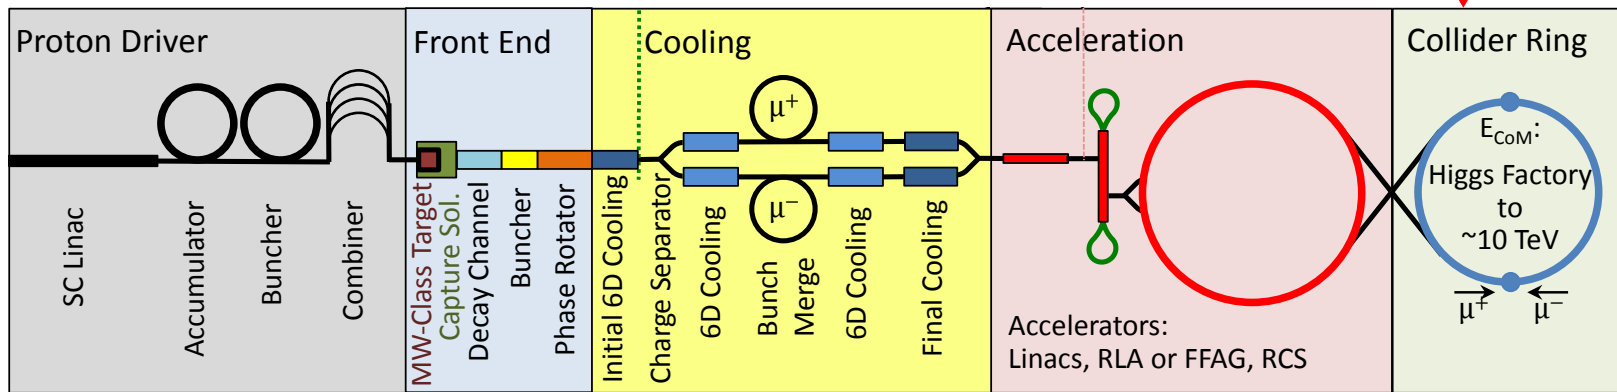 Proton Driver
SC Linac
Accumulator
Buncher
Combiner
Front End
MW-Class Target
Capture Sol.
Decay Channel
Buncher
Phase Rotator
Cooling
Initial 6D Cooling
Charge Separator
6D Cooling
μ+
μ−
Bunch
Merge
6D Cooling
Final Cooling
Acceleration
Accelerators:
Linacs, RLA or FFAG, RCS
Collider Ring
ECoM:
Higgs Factory
to
~10 TeV
μ+ μ−